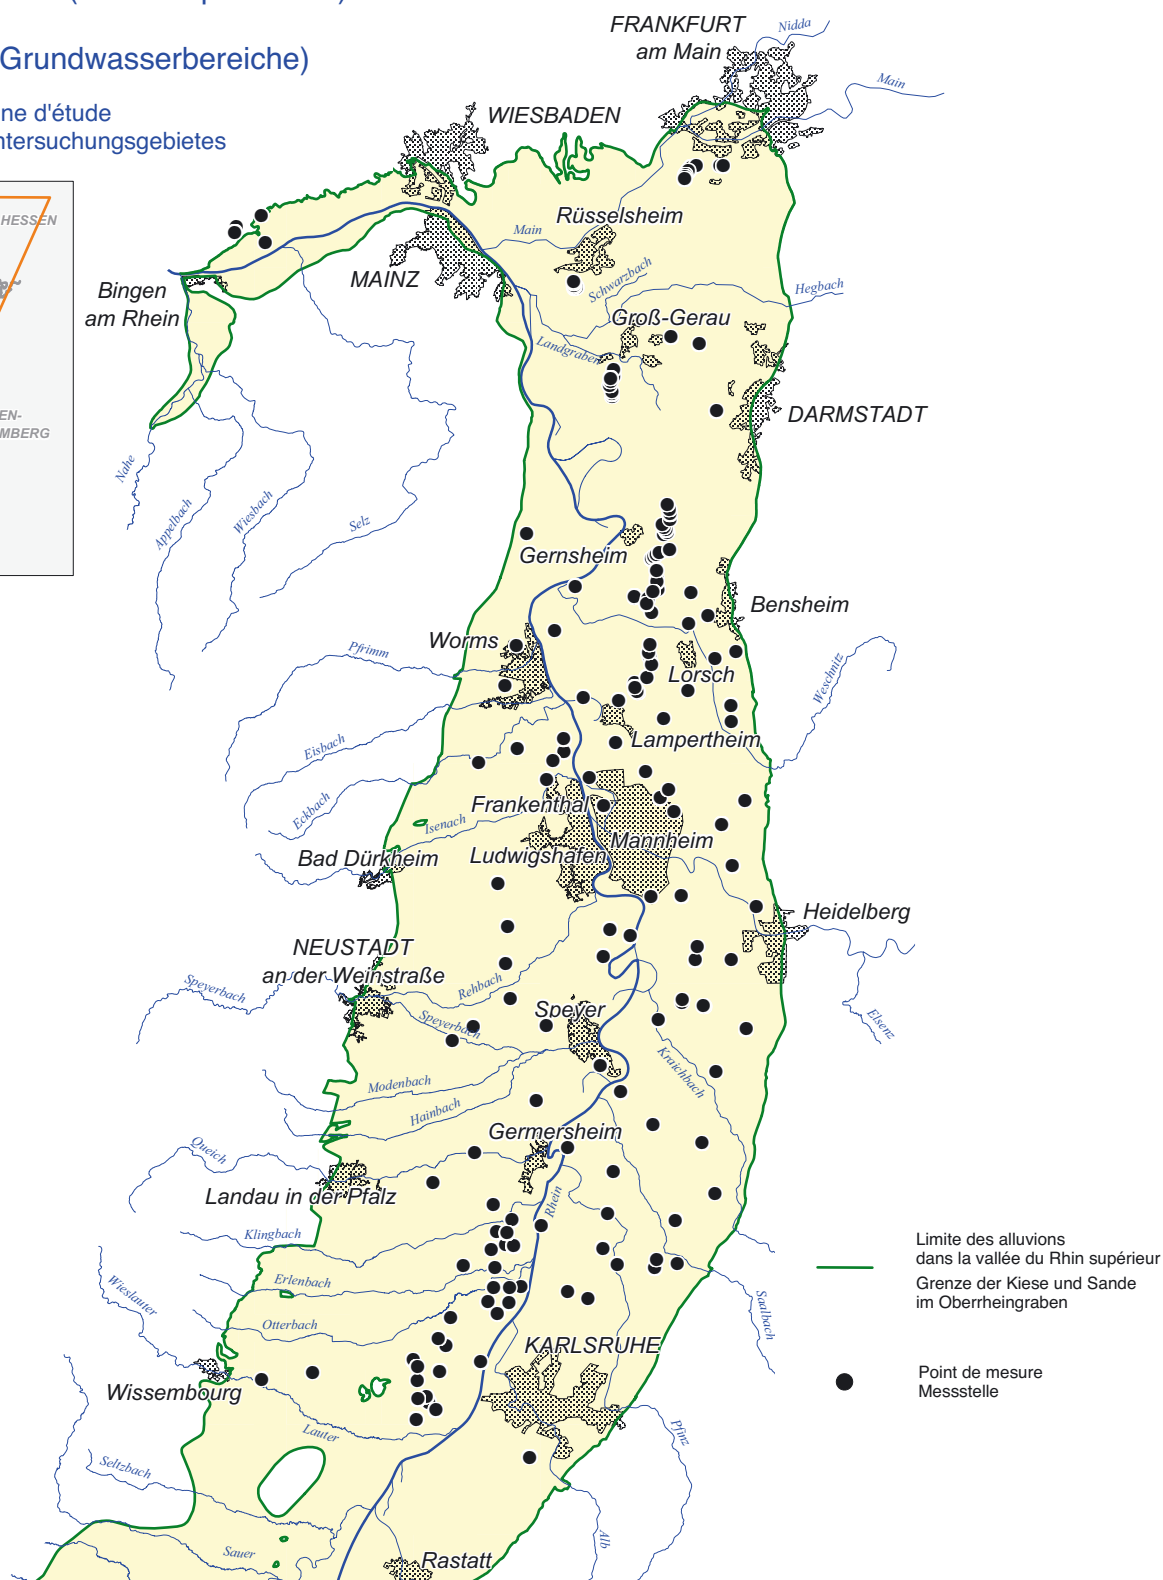 (Grundwasserbereiche)
ne d'étude
ntersuchungsgebietes
HESSEN
EN-
MBERG
FRANKFURT
am Main
Nidda
Main
WIESBADEN
Rüsselsheim
Main
MAINZ
Schwarzbach
Hegbach
Bingen
am Rhein
Groß-Gerau
Landgraben
DARMSTADT
Nahe
Appelbach
Wiesbach
Selz
Gernsheim
Bensheim
Worms
Pfrimm
Lorsch
Weschnitz
Eisbach
Lampertheim
Eckbach
Frankenthal
Isenach
Mannheim
Bad Dürkheim
Ludwigshafen
Heidelberg
NEUSTADT
an der Weinstraße
Speyerbach
Rehbach
Speyer
Speyerbach
Elsenz
Kraichbach
Modenbach
Hainbach
Germersheim
Queich
Landau in der Pfalz
Rhein
Klingbach
Erlenbach
Wieslauter
Otterbach
Saalbach
KARLSRUHE
Wissembourg
Lauter
Pfinz
Seltzbach
Alb
Sauer
Rastatt
Limite des alluvions
dans la vallée du Rhin supérieur
Grenze der Kiese und Sande
im Oberrheingraben
Point de mesure
Messstelle